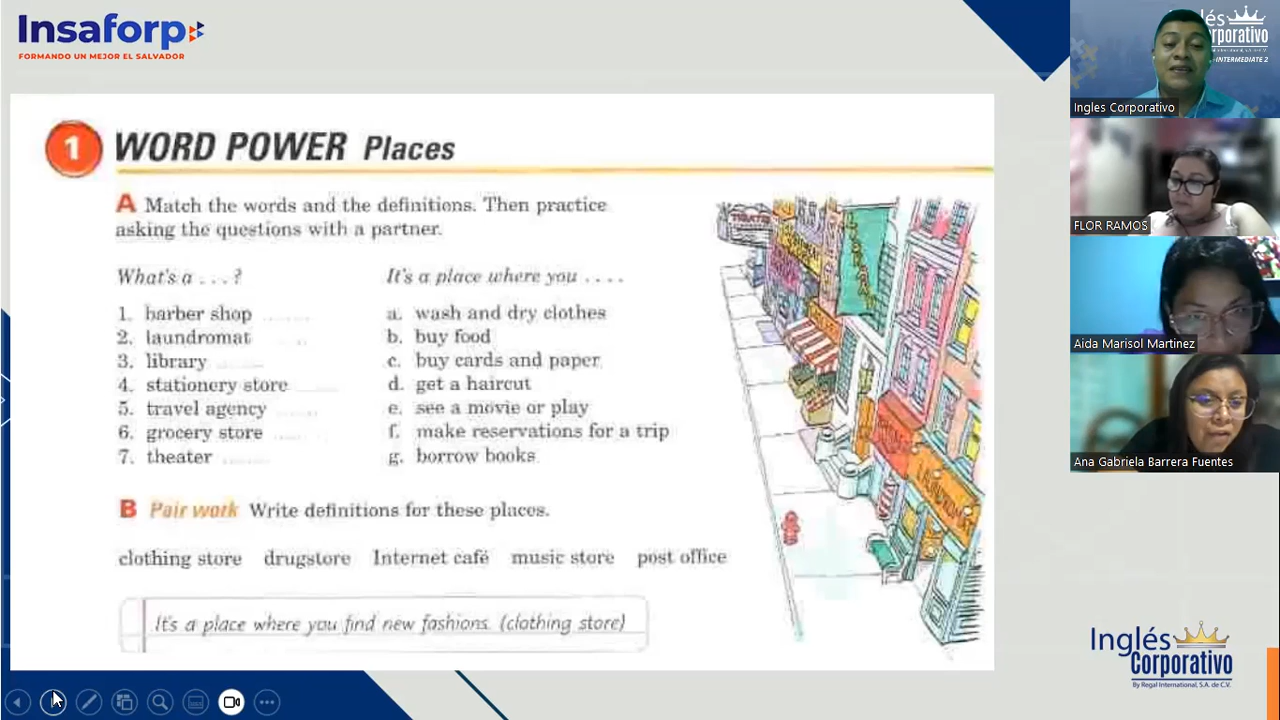 Insaforp
FORMANDO UN MEJOR EL SALVADOR
1 WORD POWER Places
A Match the words and the definitions. Then practice
asking the questions with a partner.
What's a . . . ?
1. barber shop
2. laundromat
3. library
4. stationery store
5. travel agency
6. grocery store
7. theater
It's a place where you . . . .
a. wash and dry clothes
b. buy food
c. buy cards and paper
d. get a haircut
e. see a movie or play
f. make reservations for a trip
g. borrow books
B Pair work Write definitions for these places.
clothing store drugstore Internet café music store post office
It's a place where you find new fashions. (clothing store)
INTERMEDIATE 2
Ingles Corporativo
FLOR RAMOS
Aida Marisol Martinez
Ana Gabriela Barrera Fuentes
Inglés
Corporativo
By Regal International, S.A. de C.V.